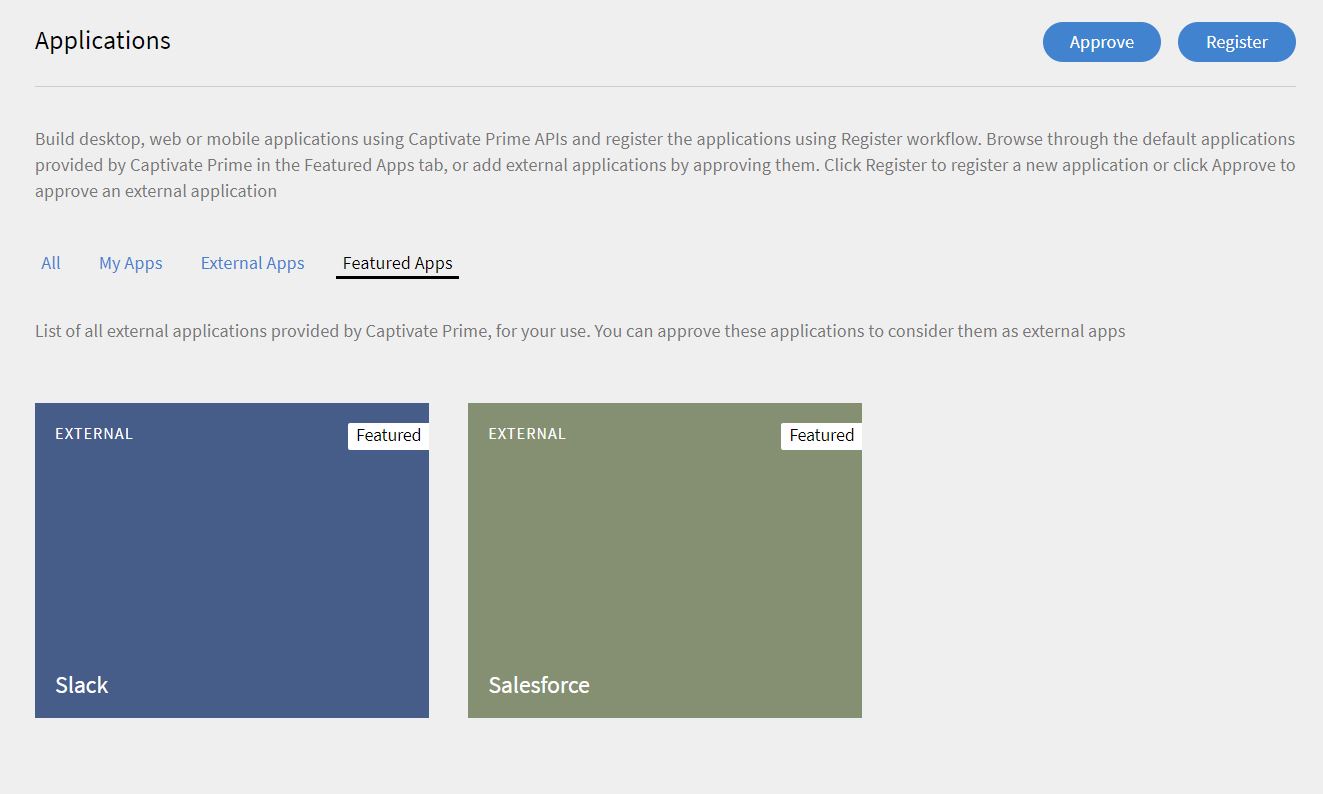 Applications
Approve
Register
Build desktop, web or mobile applications using Captivate Prime APIs and register the applications using Register workflow. Browse through the default applications
provided by Captivate Prime in the Featured Apps tab, or add external applications by approving them. Click Register to register a new application or click Approve to
approve an external application
All
My Apps
External Apps
Featured Apps
List of all external applications provided by Captivate Prime, for your use. You can approve these applications to consider them as external apps
EXTERNAL
Featured
Slack
EXTERNAL
Featured
Salesforce